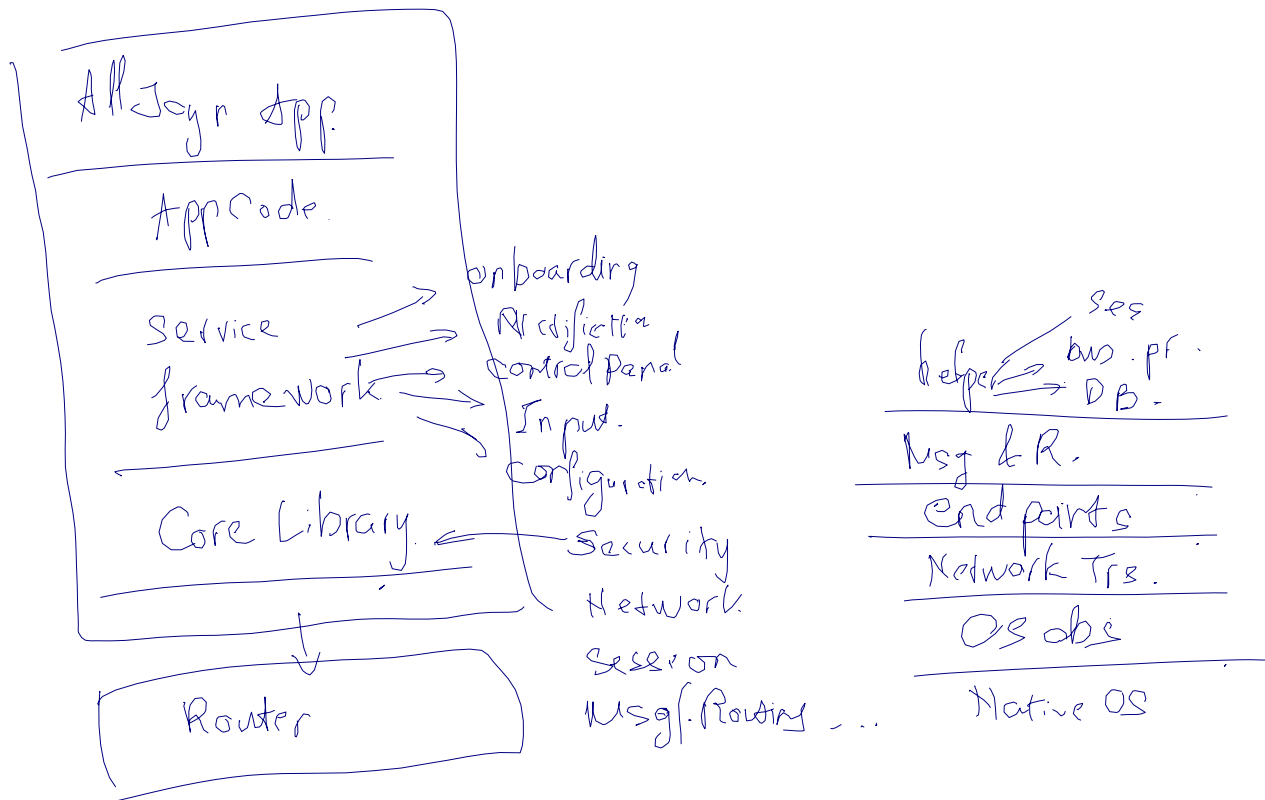 AllJoyn App.
App Code.
Service
framework
onboarding
Notification
Control Panal
Input.
Configuration.
Core Library.
Security
Network.
Session
Msg/.Routing ...
Router
helper
Ses
bus . pr .
DB.
Msg & R.
end points
Network Trs.
OS abs
Native OS